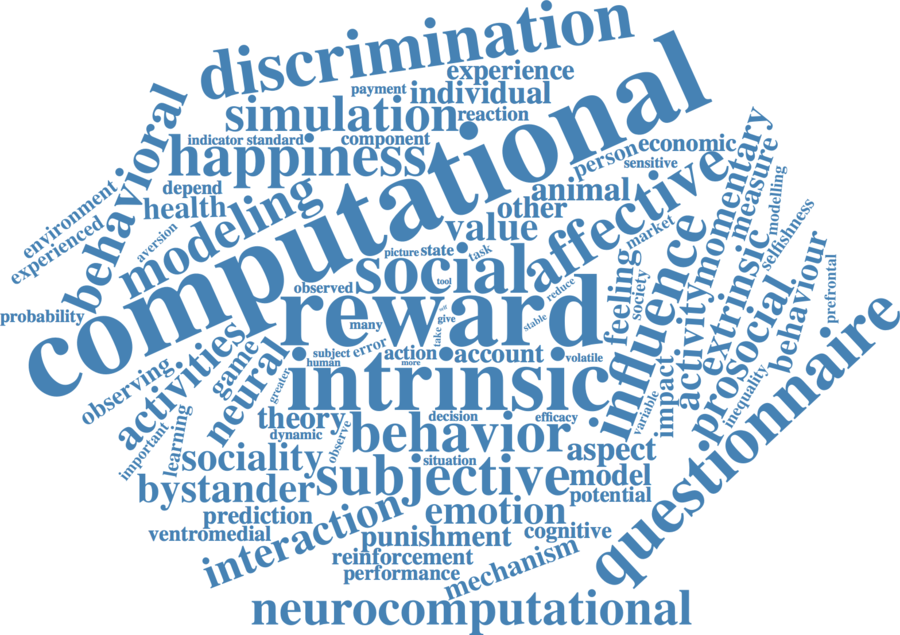 discrimination
experience
payment
individual
simulation
reaction
indicator
standard
component
happiness
computational
person
economic
sensitive
behavioral
depend
health
environment
experienced
aversion
modeling
animal
other
value
affective
momentary
measure
modelling
selfishness
picture
state
task
social
tool
market
observed
reduce
feeling
society
influence
activity
extrinsic
prosocial
behaviour
prefrontal
probability
reward
many
self
give
take
stable
subject
error
human
action
more
account
volatile
intrinsic
observing
activities
game
neural
greater
important
learning
theory
dynamic
observe
decision
efficacy
behavior
variable
impact
inequality
questionnaire
sociality
situation
subjective
aspect
model
potential
bystander
prediction
ventromedial
interaction
emotion
punishment
cognitive
reinforcement
performance
mechanism
neurocomputational